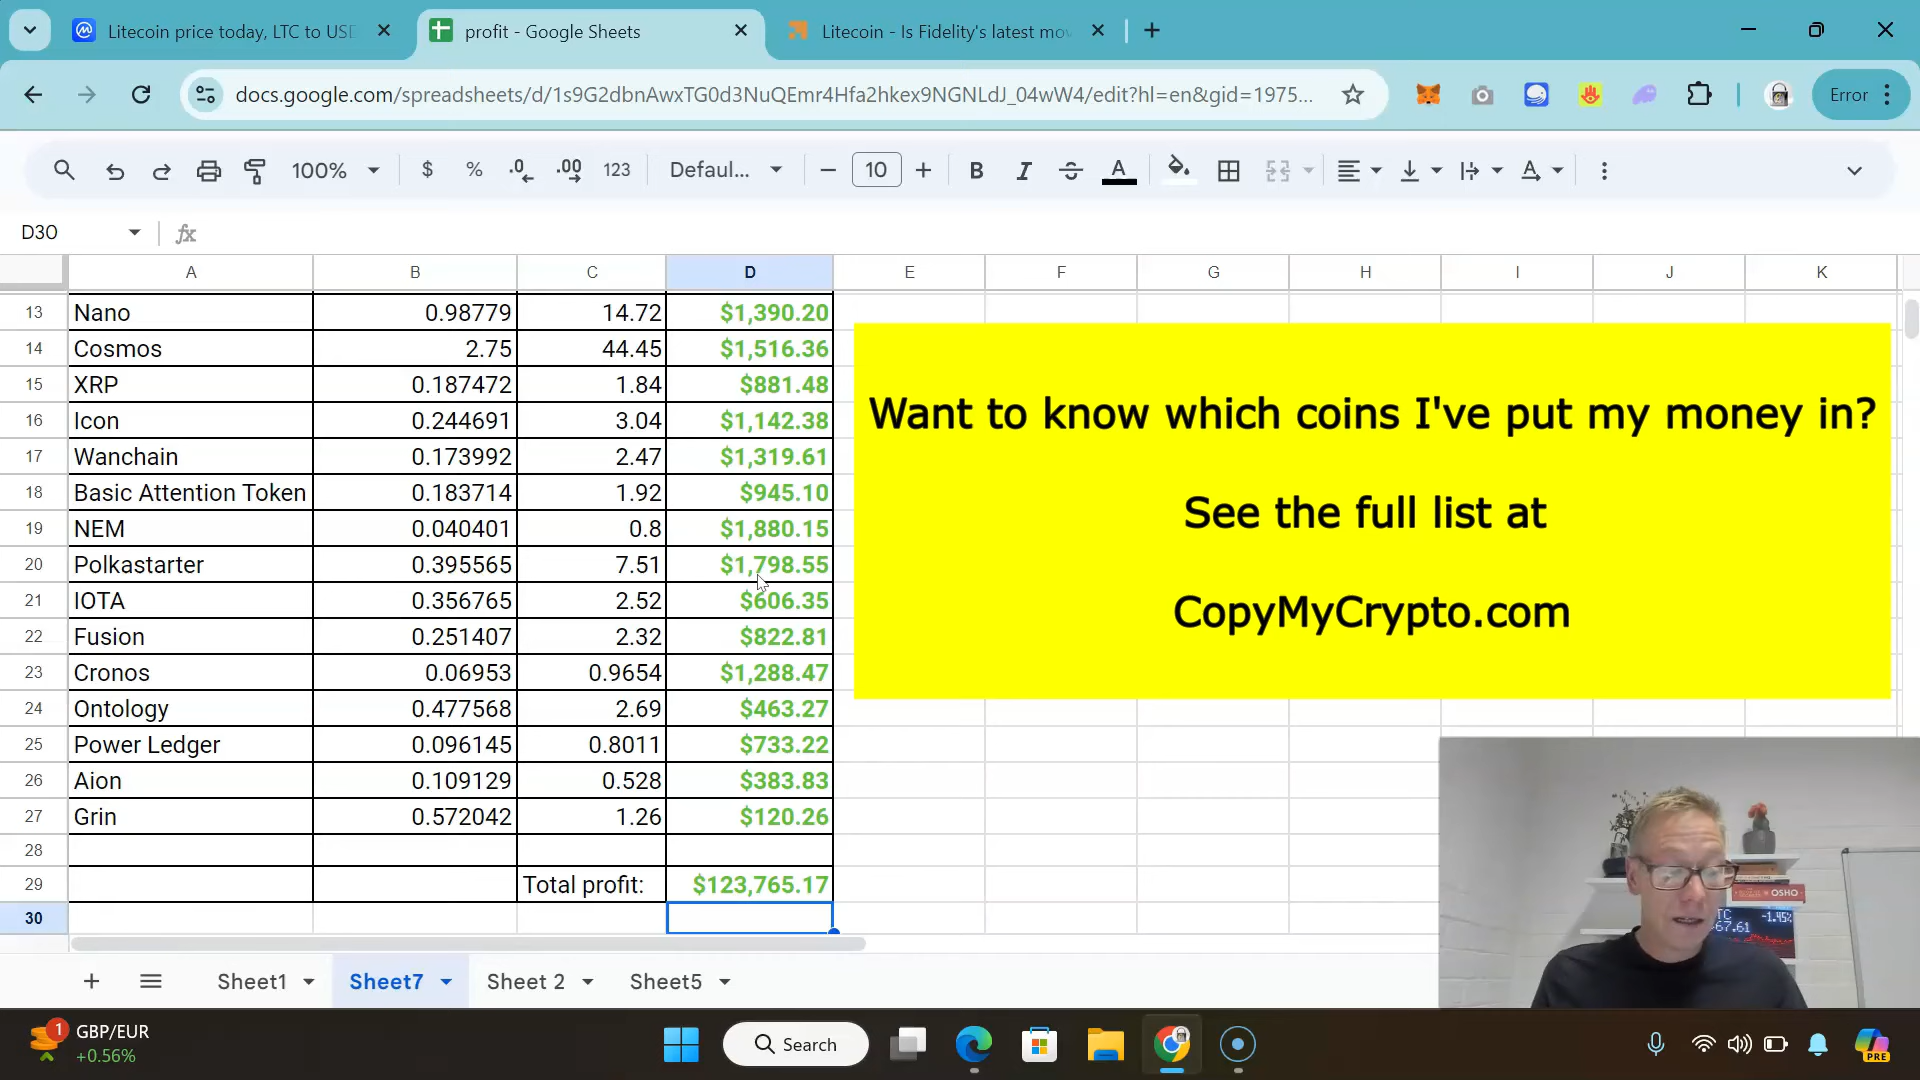 Litecoin price today, LTC to USD
profit - Google Sheets
Litecoin - Is Fidelity's latest mov
docs.google.com/spreadsheets/d/1s9G2dbnAwxTG0d3NuQEmr4Hfa2hkex9NGNLdJ_04wW4/edit?hl=en&gid=1975...
Error
100%
$ % .0 .00 123
Defaul...
10
B I A
D30
fx
A B C D E F G H I J K
13 Nano 0.98779 14.72 $1,390.20
14 Cosmos 2.75 44.45 $1,516.36
15 XRP 0.187472 1.84 $881.48
16 Icon 0.244691 3.04 $1,142.38
17 Wanchain 0.173992 2.47 $1,319.61
18 Basic Attention Token 0.183714 1.92 $945.10
19 NEM 0.040401 0.8 $1,880.15
20 Polkastarter 0.395565 7.51 $1,798.55
21 IOTA 0.356765 2.52 $606.35
22 Fusion 0.251407 2.32 $822.81
23 Cronos 0.06953 0.9654 $1,288.47
24 Ontology 0.477568 2.69 $463.27
25 Power Ledger 0.096145 0.8011 $733.22
26 Aion 0.109129 0.528 $383.83
27 Grin 0.572042 1.26 $120.26
28
29 Total profit: $123,765.17
30
Want to know which coins I've put my money in?
See the full list at
CopyMyCrypto.com
OSHO
TC -1.45%
67.61
Sheet1 Sheet7 Sheet 2 Sheet5
1
GBP/EUR
+0.56%
Search
PRE